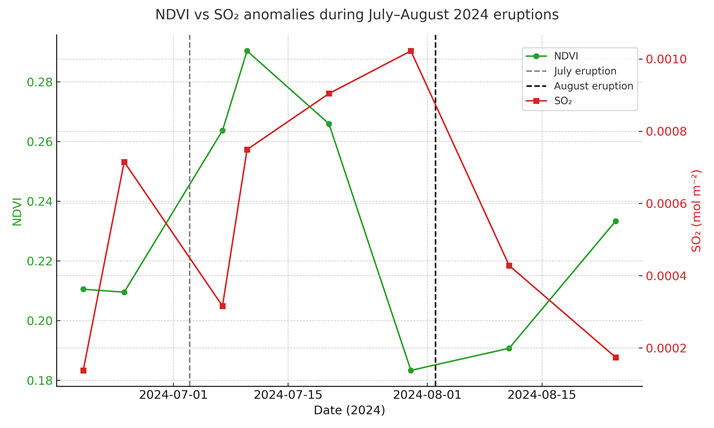 NDVI vs SO₂ anomalies during July–August 2024 eruptions
NDVI
July eruption
August eruption
SO₂
0.28
0.26
0.24
0.22
0.20
0.18
NDVI
0.0010
0.0008
0.0006
0.0004
0.0002
SO₂ (mol m⁻²)
2024-07-01 2024-07-15 2024-08-01 2024-08-15
Date (2024)